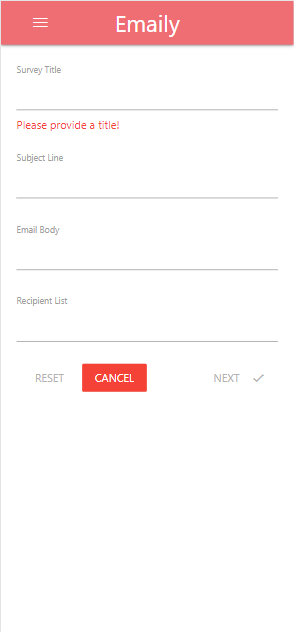 Emaily
Survey Title
Please provide a title!
Subject Line
Email Body
Recipient List
RESET CANCEL NEXT